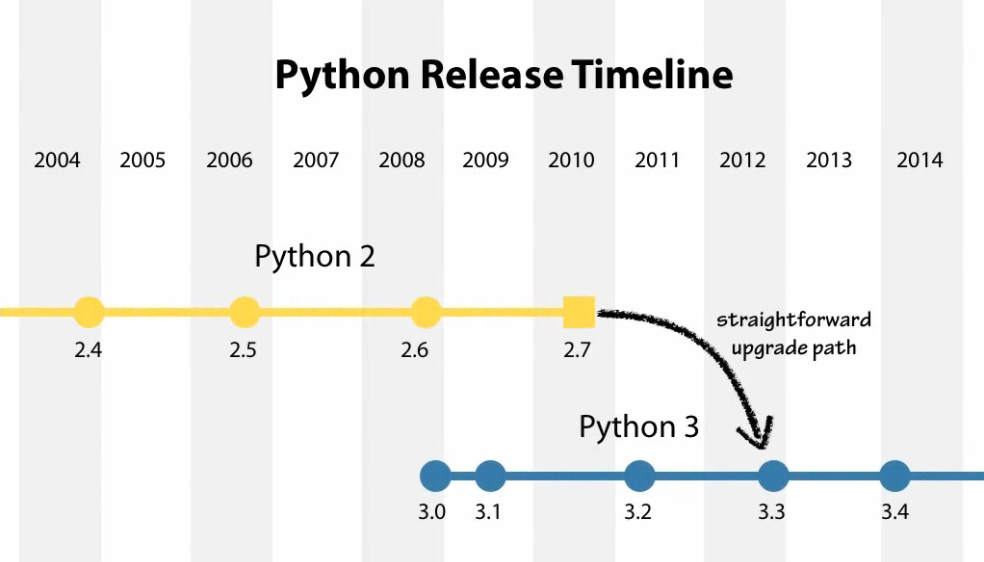 Python Release Timeline
2004 2005 2006 2007 2008 2009 2010 2011 2012 2013 2014
Python 2
2.4 2.5 2.6 2.7
straightforward
upgrade path
Python 3
3.0 3.1 3.2 3.3 3.4